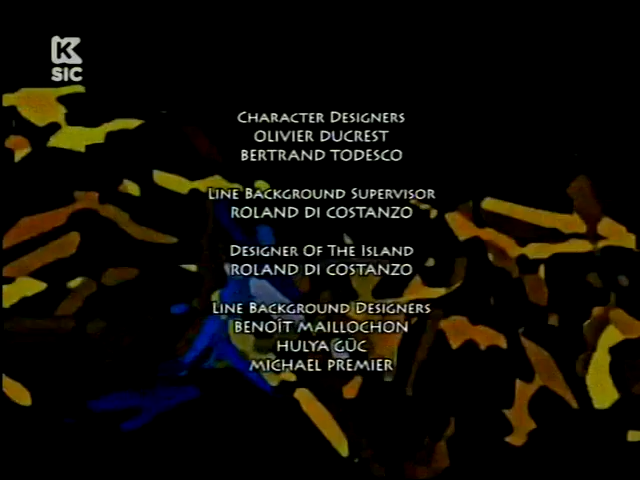 K
SIC
CHARACTER DESIGNERS
OLIVIER DUCREST
BERTRAND TODESCO
LINE BACKGROUND SUPERVISOR
ROLAND DI COSTANZO
DESIGNER OF THE ISLAND
ROLAND DI COSTANZO
LINE BACKGROUND DESIGNERS
BENOÎT MAILLOCHON
HULYA GÜC
MICHAEL PREMIER